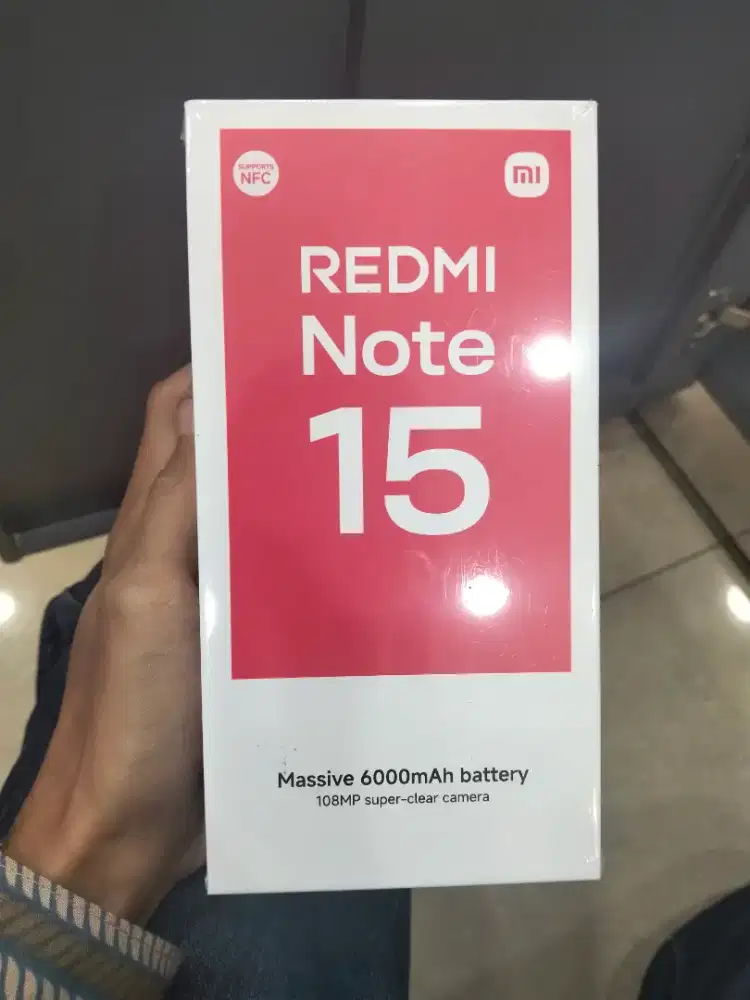 SUPPORTS
NFC
mi
REDMI
Note
15
Massive 6000mAh battery
108MP super-clear camera